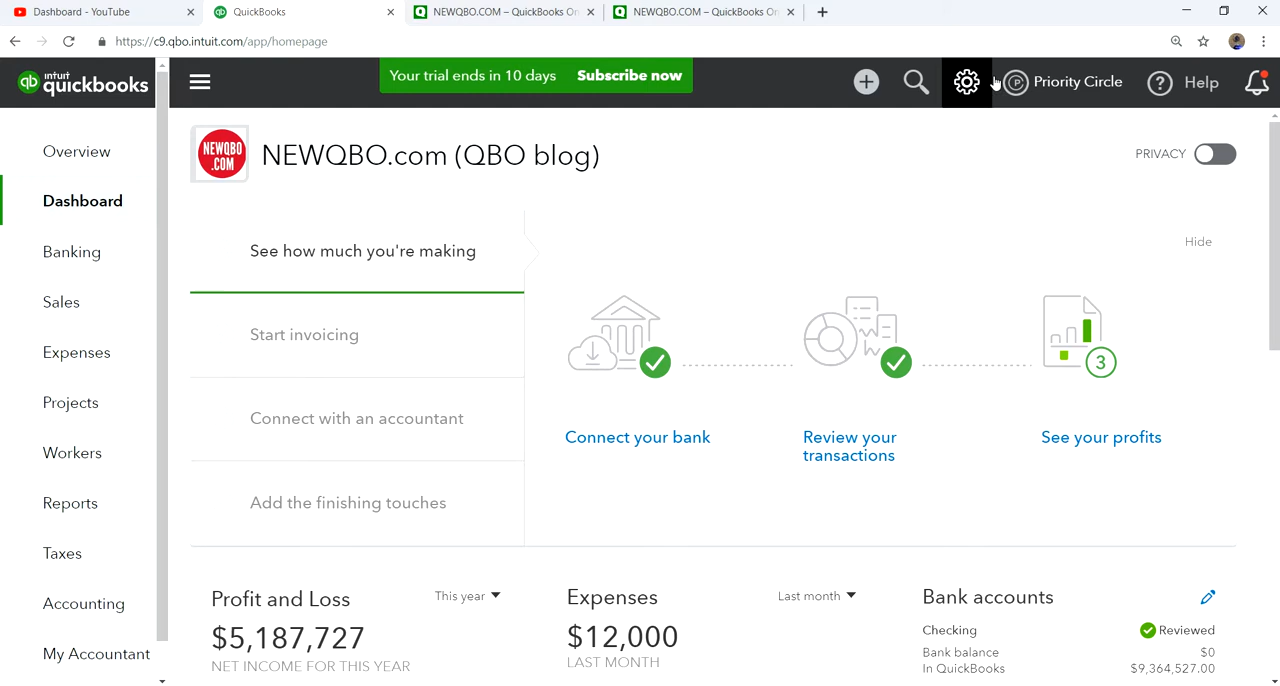 Dashboard - YouTube
QuickBooks
NEWQBO.COM – QuickBooks On
NEWQBO.COM – QuickBooks On
https://c9.qbo.intuit.com/app/homepage
intuit
quickbooks
qb
Your trial ends in 10 days Subscribe now
P Priority Circle
? Help
Overview
Dashboard
Banking
Sales
Expenses
Projects
Workers
Reports
Taxes
Accounting
My Accountant
NEWQBO
.COM
NEWQBO.com (QBO blog)
PRIVACY
See how much you're making
Start invoicing
Connect with an accountant
Add the finishing touches
Hide
3
Connect your bank
Review your
transactions
See your profits
Profit and Loss
This year
$5,187,727
NET INCOME FOR THIS YEAR
Expenses
Last month
$12,000
LAST MONTH
Bank accounts
Checking
Reviewed
Bank balance
$0
In QuickBooks
$9,364,527.00